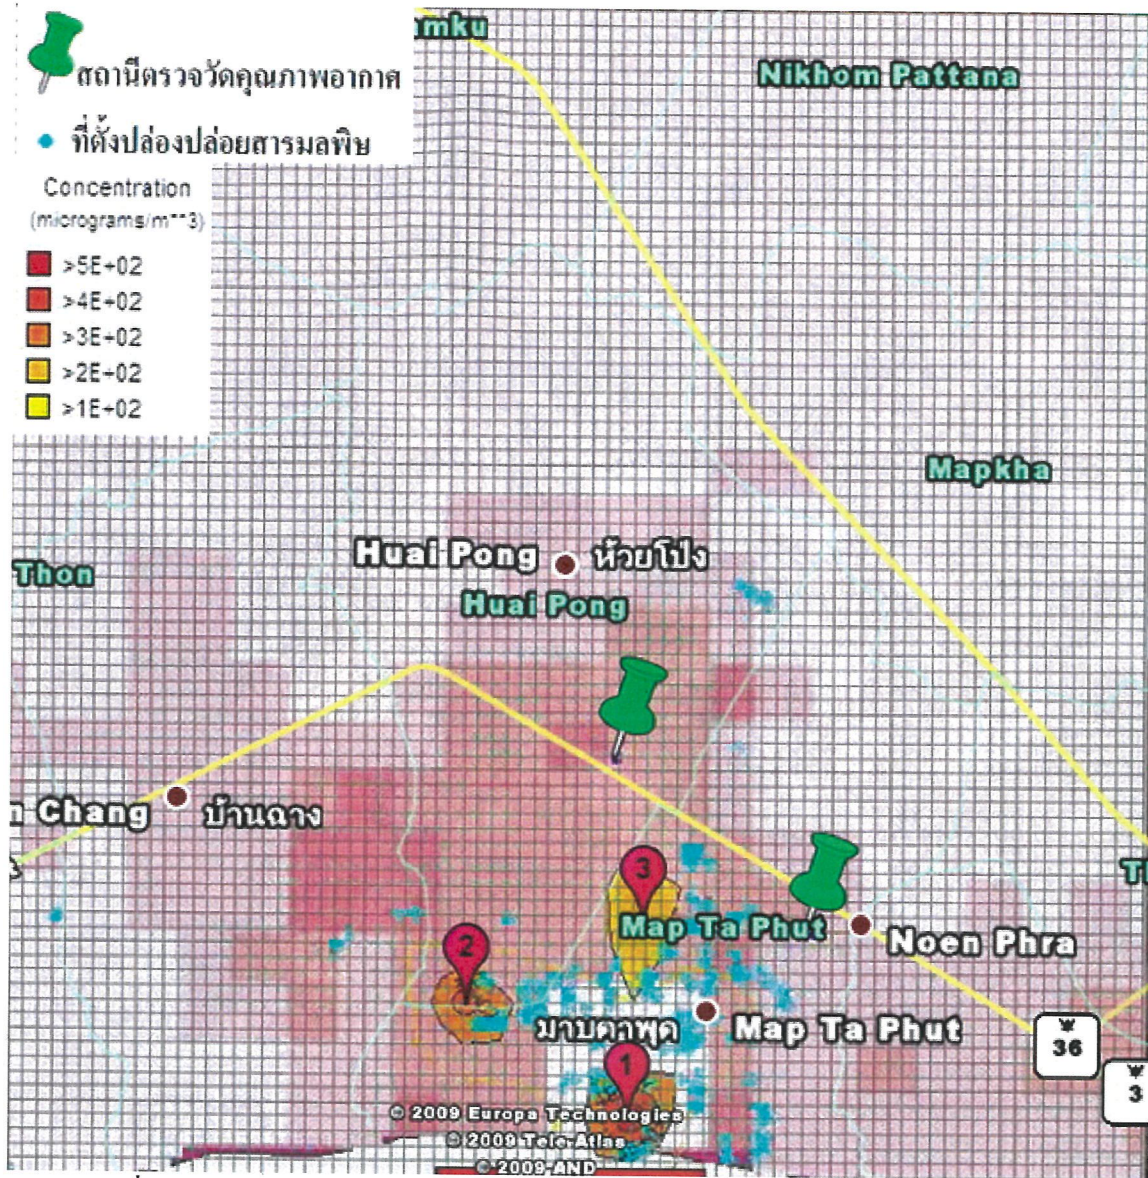 สถานีตรวจวัดคุณภาพอากาศ
ที่ตั้งปล่องปล่อยสารมลพิษ
Concentration
(micrograms/m**3)
>5E+02
>4E+02
>3E+02
>2E+02
>1E+02
Nikhom Pattana
Mapkha
Huai Pong ห้วยโป่ง
Thon
Huai Pong
Chang บ้านฉาง
3
Map Ta Phut
2
Noen Phra
มาบตาพุด Map Ta Phut
36
1
3
© 2009 Europa Technologies
© 2009 Tele Atlas
© 2009 AND